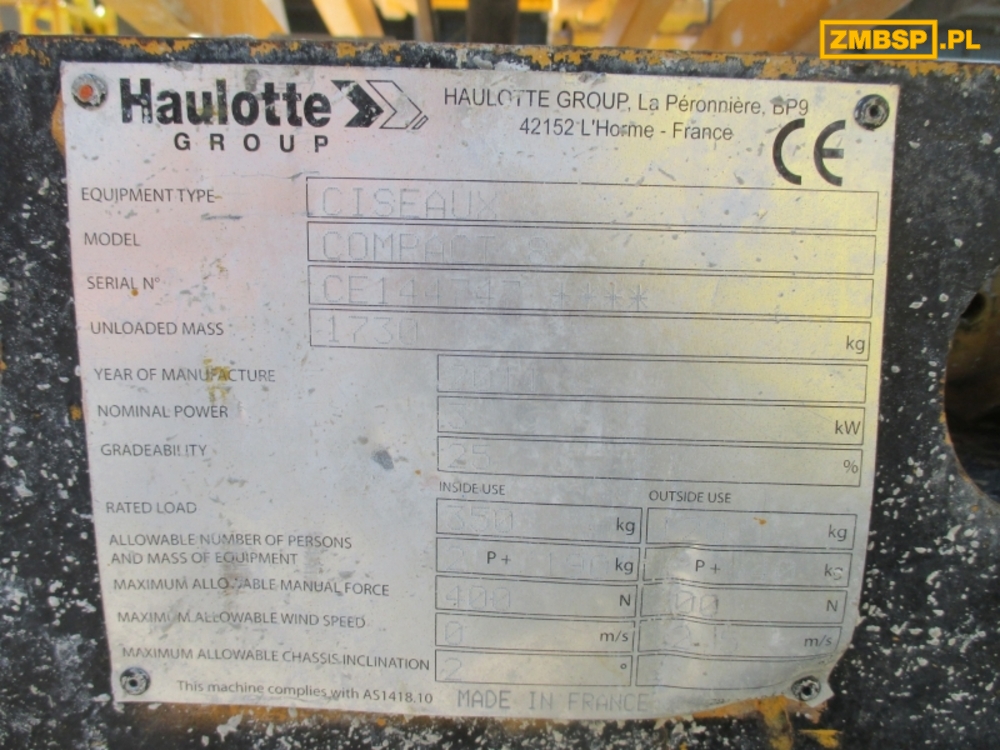 ZMBSP.PL
Haulotte
GROUP
HAULOTTE GROUP, La Péronnière, BP9
42152 L'Horme - France
CE
EQUIPMENT TYPE CISEAUX
MODEL COMPACT
SERIAL N° ****
UNLOADED MASS 1730 kg
YEAR OF MANUFACTURE
NOMINAL POWER kW
GRADEABILITY 25 %
INSIDE USE OUTSIDE USE
RATED LOAD 350 kg kg
ALLOWABLE NUMBER OF PERSONS
AND MASS OF EQUIPMENT P + kg P + kg
MAXIMUM ALLOWABLE MANUAL FORCE 400 N N
MAXIMUM ALLOWABLE WIND SPEED 0 m/s m/s
MAXIMUM ALLOWABLE CHASSIS INCLINATION 2 °
This machine complies with AS1418.10 MADE IN FRANCE